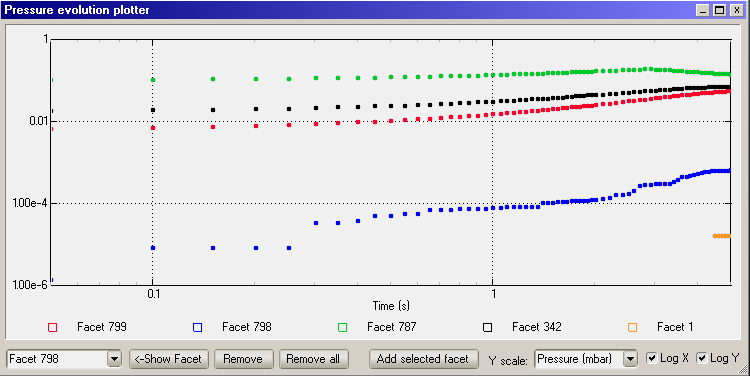 Pressure evolution plotter
1
0.01
1.00e-4
1.00e-6
0.1 1
Time (s)
Facet 799 Facet 798 Facet 787 Facet 342 Facet 1
Facet 798 <-Show Facet Remove Remove all Add selected facet Y scale: Pressure (mbar) Log X Log Y